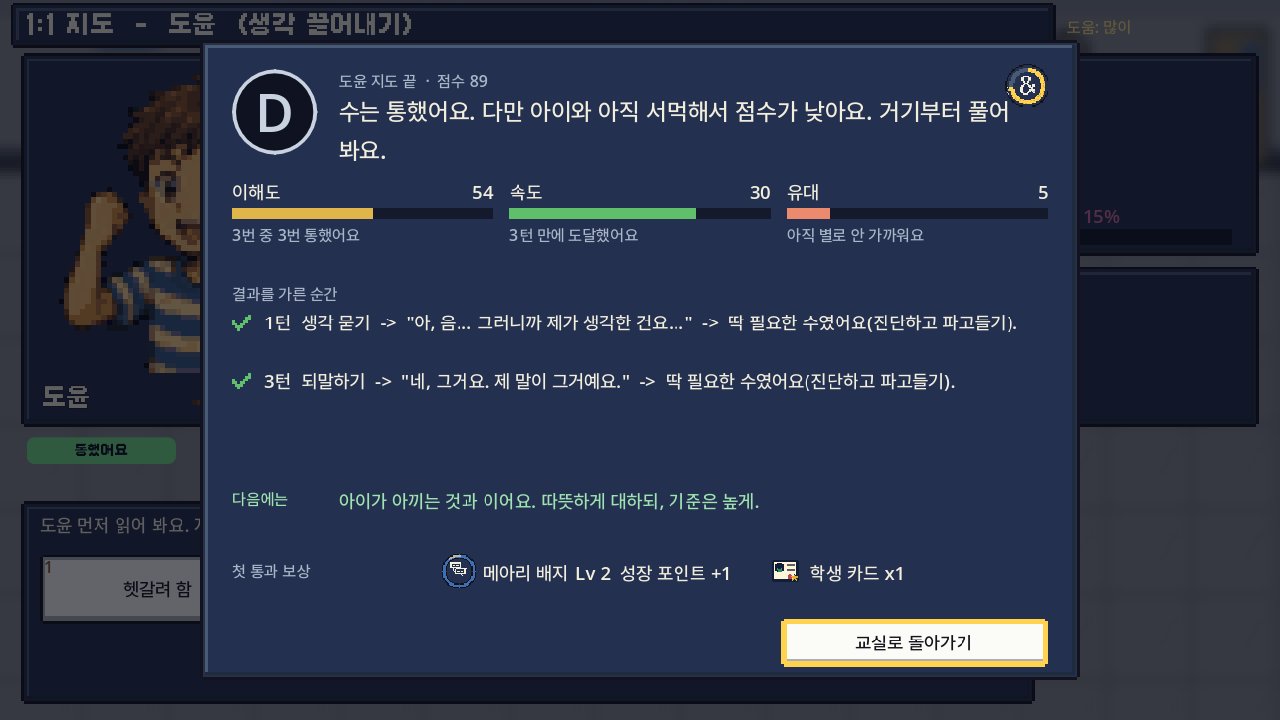 1:1 지도 - 도윤 (생각 끌어내기)
도움: 많이
D
도윤 지도 끝 · 점수 89
&
수는 통했어요. 다만 아이와 아직 서먹해서 점수가 낮아요. 거기부터 풀어
봐요.
이해도 54 속도 30 유대 5
3번 중 3번 통했어요 3턴 만에 도달했어요 아직 별로 안 가까워요
15%
결과를 가른 순간
1턴 생각 묻기 -> "아, 음... 그러니까 제가 생각한 건요..." -> 딱 필요한 수였어요(진단하고 파고들기).
3턴 되말하기 -> "네, 그거요. 제 말이 그거예요." -> 딱 필요한 수였어요(진단하고 파고들기).
도윤
통했어요
다음에는 아이가 아끼는 것과 이어요. 따뜻하게 대하되, 기준은 높게.
도윤 먼저 읽어 봐요.
1
헷갈려 함
첫 통과 보상 메아리 배지 Lv 2 성장 포인트 +1 학생 카드 x1
교실로 돌아가기